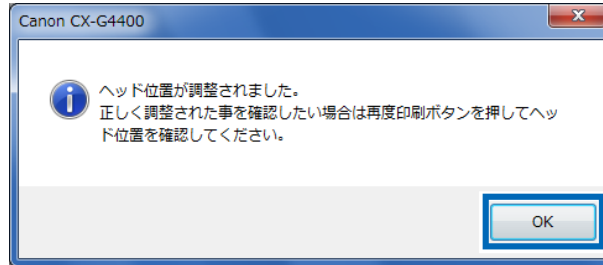 Canon CX-G4400
ヘッド位置が調整されました。
正しく調整された事を確認したい場合は再度印刷ボタンを押してヘッ
ド位置を確認してください。
OK